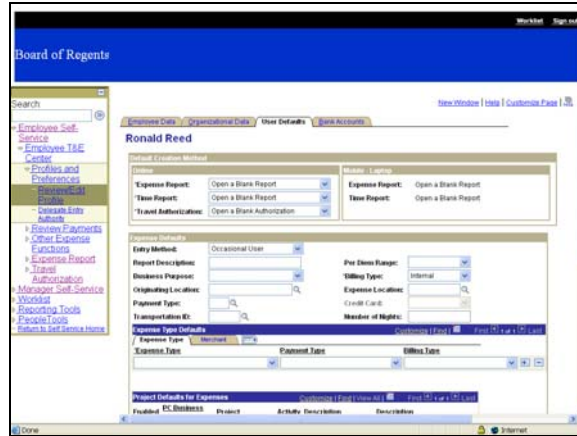 Worklist Sign out
Board of Regents
New Window | Help | Customize Page |
Search:
Employee Self-Service
Employee T&E Center
Profiles and Preferences
Review/Edit Profile
Delegate Entry Authority
Review Payments
Other Expense Functions
Expense Report
Travel Authorization
Manager Self-Service
Worklist
Reporting Tools
PeopleTools
Return to Self Service Home
Employee Data Organizational Data User Defaults Bank Accounts
Ronald Reed
Default Creation Method
Online
Mobile - Laptop
*Expense Report: Open a Blank Report
Expense Report: Open a Blank Report
*Time Report: Open a Blank Report
Time Report: Open a Blank Report
*Travel Authorization: Open a Blank Authorization
Expense Defaults
Entry Method: Occasional User
Report Description:
Per Diem Range:
Business Purpose:
*Billing Type: Internal
Originating Location:
Expense Location:
Payment Type:
Credit Card:
Transportation ID:
Number of Nights:
Expense Type Defaults
Customize | Find | First 1 of 1 Last
Expense Type Merchant
*Expense Type Payment Type Billing Type
Project Defaults for Expenses
Customize | Find | View All | First 1 of 1 Last
Enabled PC Business Project Activity Description Description
Done Internet